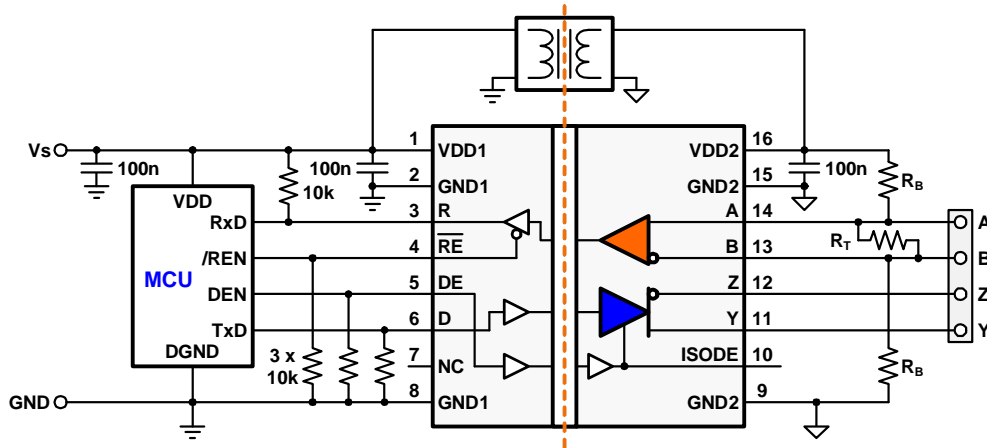 Vs
100n
VDD
RxD
/REN
MCU
DEN
TxD
DGND
GND
10k
3 x
10k
100n
1
2
3
4
5
6
7
8
VDD1
GND1
R
RE
DE
D
NC
GND1
VDD2
GND2
A
B
Z
Y
ISODE
GND2
16
15
14
13
12
11
10
9
100n
RB
RT
RB
A
B
Z
Y